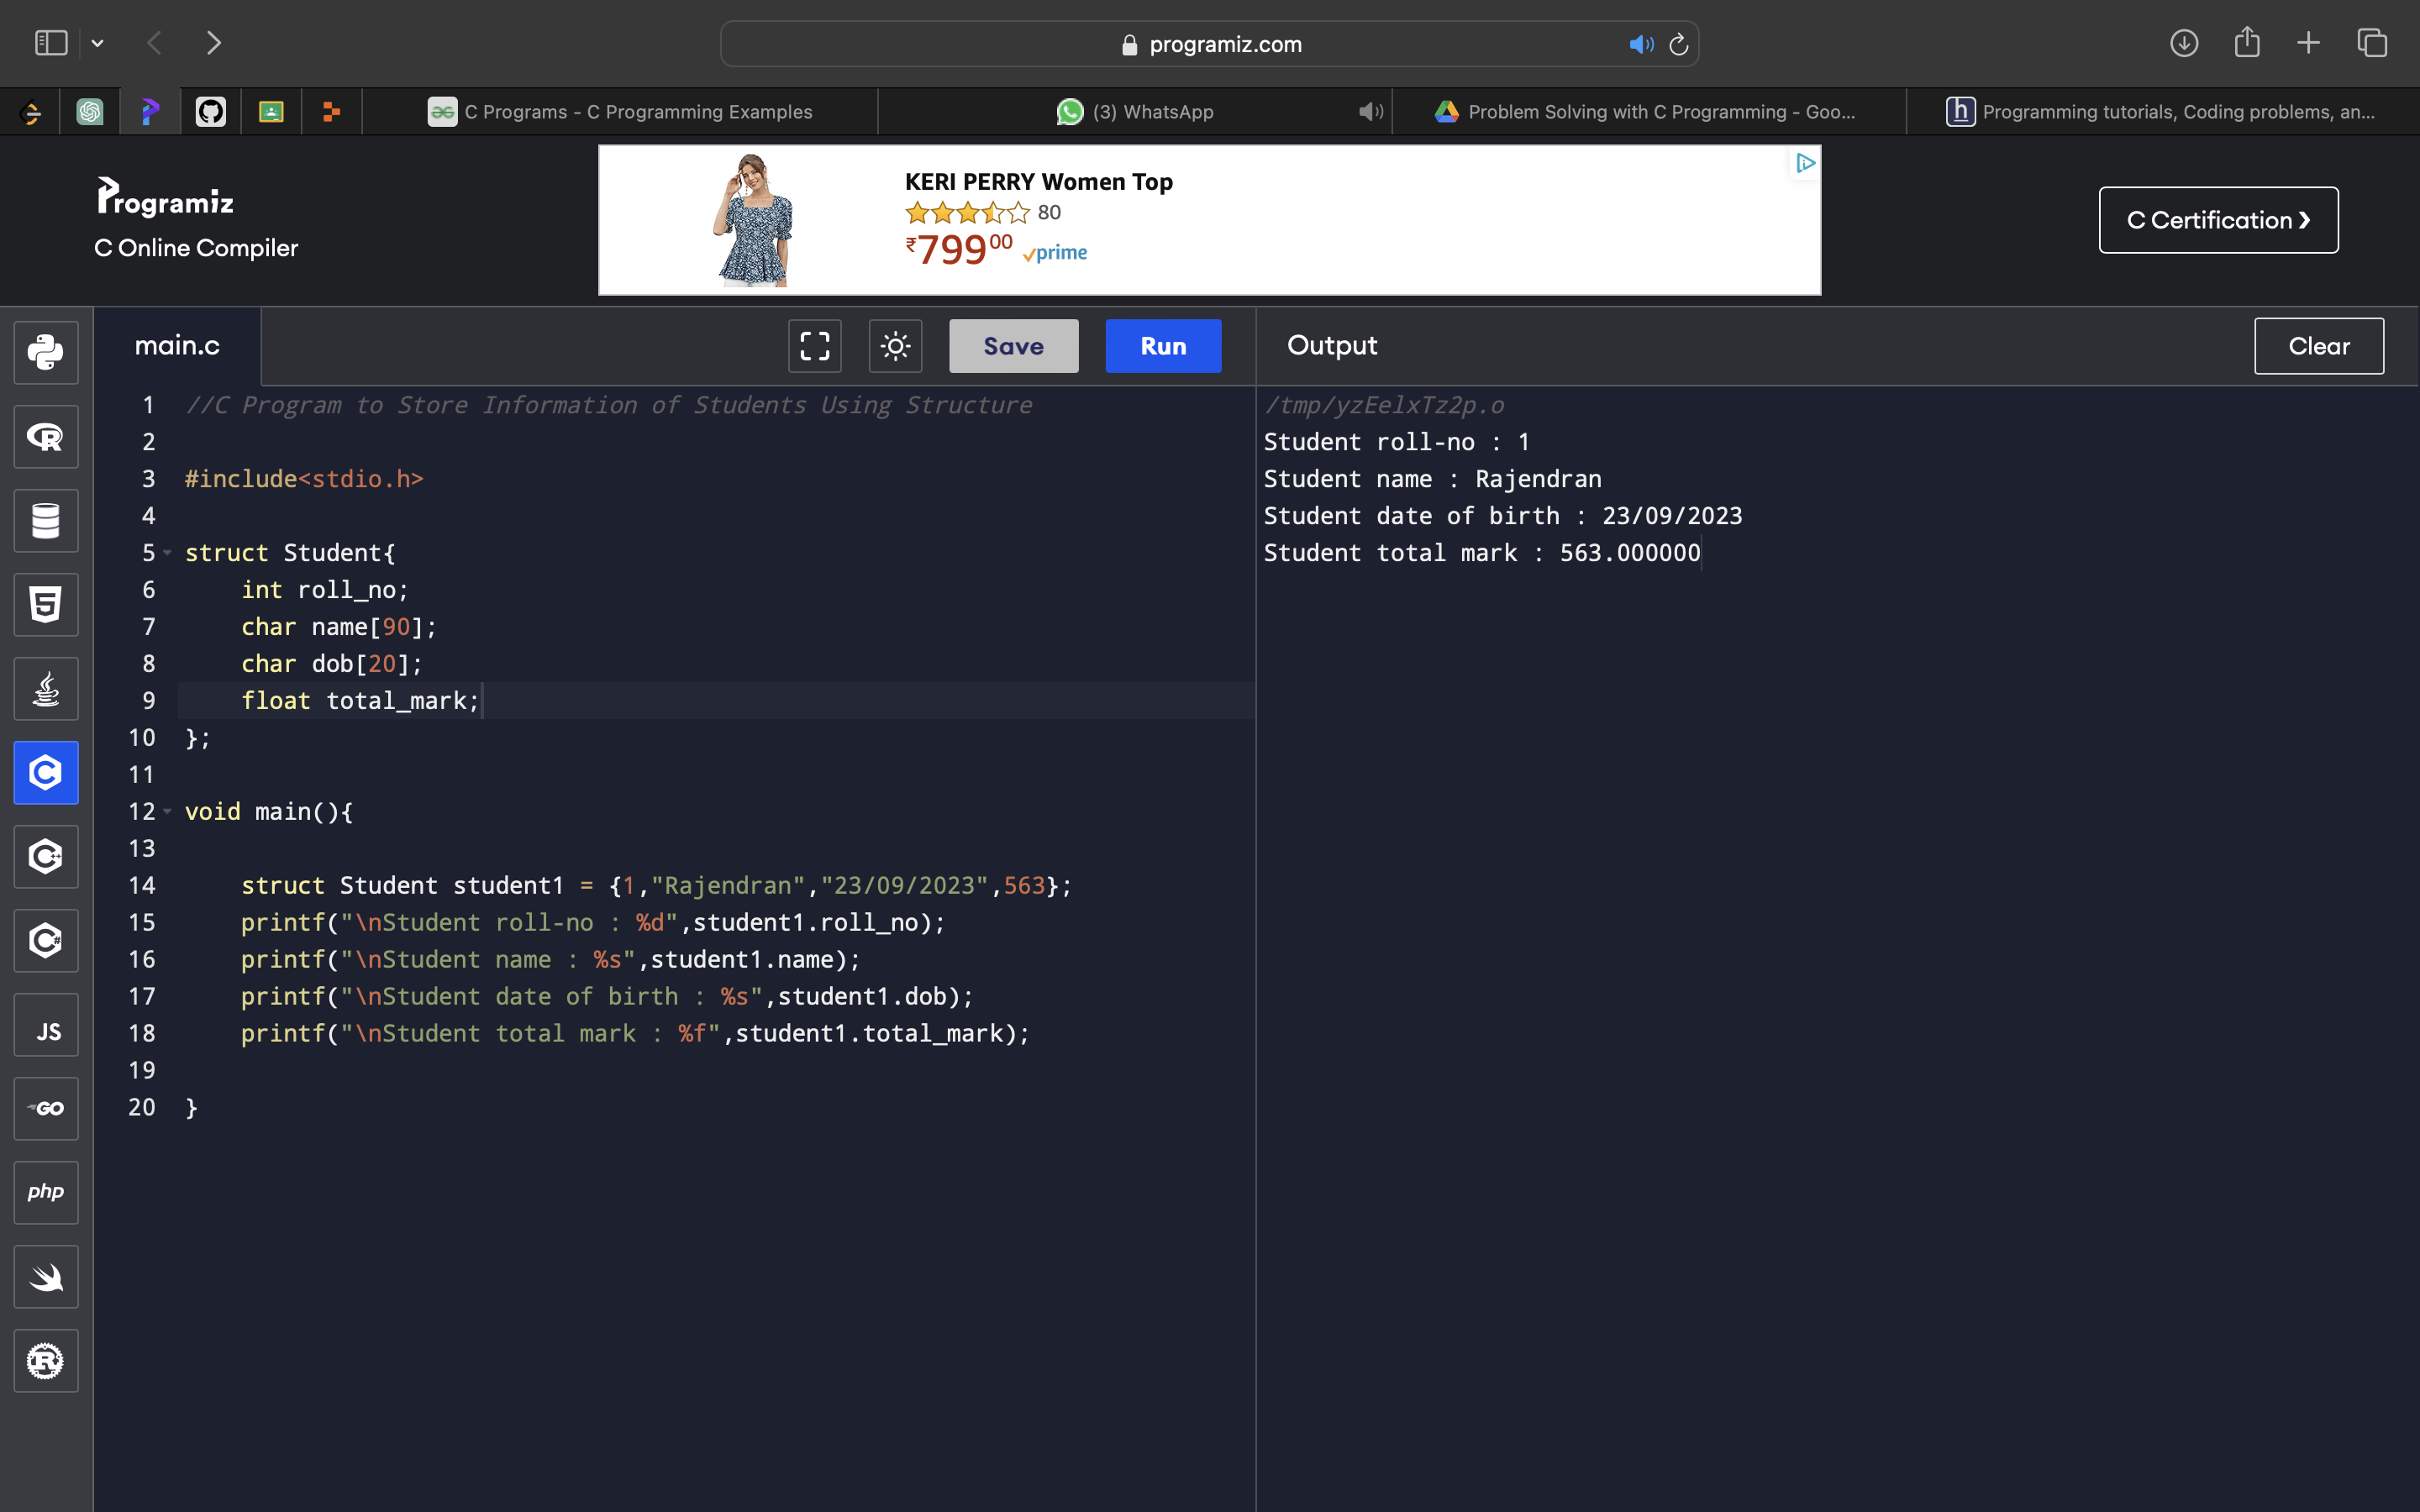 programiz.com
C Programs - C Programming Examples
(3) WhatsApp
Problem Solving with C Programming - Goo...
h Programming tutorials, Coding problems, an...
Programiz
C Online Compiler
KERI PERRY Women Top
80
₹79900 prime
C Certification ❯
main.c
Save
Run
Output
Clear
1 //C Program to Store Information of Students Using Structure
2
3 #include<stdio.h>
4
5 struct Student{
6     int roll_no;
7     char name[90];
8     char dob[20];
9     float total_mark;
10 };
11
12 void main(){
13
14     struct Student student1 = {1,"Rajendran","23/09/2023",563};
15     printf("\nStudent roll-no : %d",student1.roll_no);
16     printf("\nStudent name : %s",student1.name);
17     printf("\nStudent date of birth : %s",student1.dob);
18     printf("\nStudent total mark : %f",student1.total_mark);
19
20 }
/tmp/yzEelxTz2p.o
Student roll-no : 1
Student name : Rajendran
Student date of birth : 23/09/2023
Student total mark : 563.000000
R
5
C
C++
C#
JS
GO
php
R